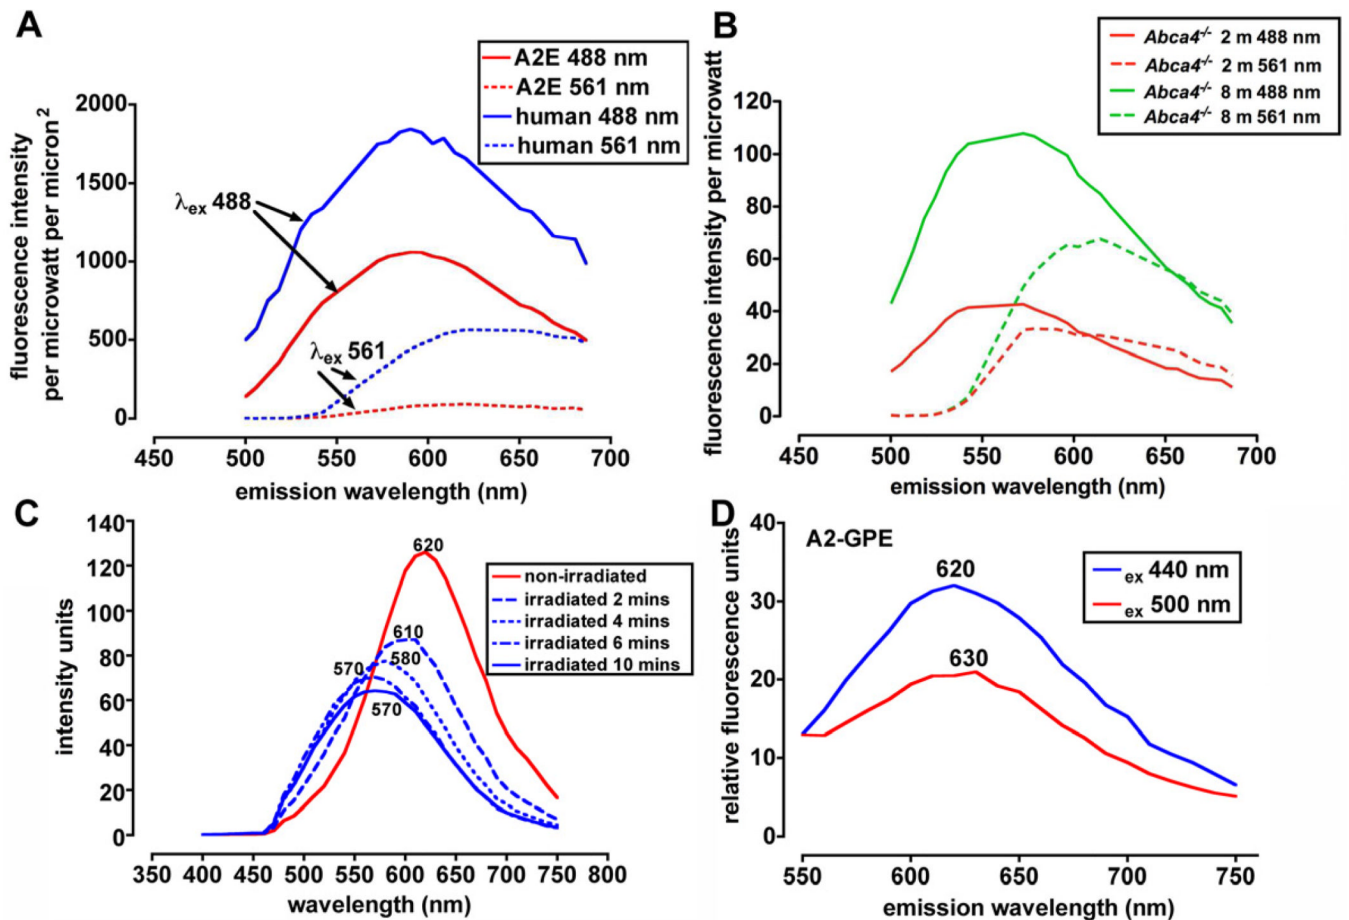 A
fluorescence intensity
per microwatt per micron²
2000
1500
1000
500
0
450
500
550
600
650
700
emission wavelength (nm)
A2E 488 nm
A2E 561 nm
human 488 nm
human 561 nm
λex 488
λex 561
B
fluorescence intensity per microwatt
120
100
80
60
40
20
0
450
500
550
600
650
700
emission wavelength (nm)
Abca4-/- 2 m 488 nm
Abca4-/- 2 m 561 nm
Abca4-/- 8 m 488 nm
Abca4-/- 8 m 561 nm
C
intensity units
140
120
100
80
60
40
20
0
350
400
450
500
550
600
650
700
750
800
wavelength (nm)
620
610
580
570
570
non-irradiated
irradiated 2 mins
irradiated 4 mins
irradiated 6 mins
irradiated 10 mins
D
A2-GPE
relative fluorescence units
40
30
20
10
0
550
600
650
700
750
emission wavelength (nm)
620
630
ex 440 nm
ex 500 nm